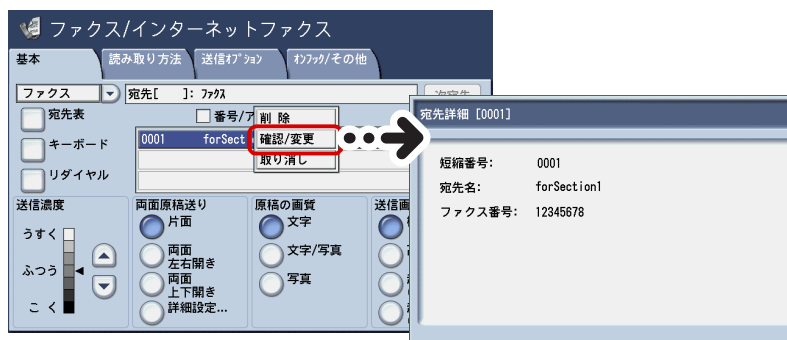 ファクス/インターネットファクス
基本
読み取り方法
送信オプション
オンフック/その他
ファクス
宛先[ ]: ファクス
宛先表
番号/ア
キーボード
リダイヤル
0001 forSect
削 除
確認/変更
取り消し
送信濃度
うすく
ふつう
こ く
両面原稿送り
片面
両面
左右開き
両面
上下開き
詳細設定...
原稿の画質
文字
文字/写真
写真
送信画
宛先詳細 [0001]
短縮番号: 0001
宛先名: forSection1
ファクス番号: 12345678